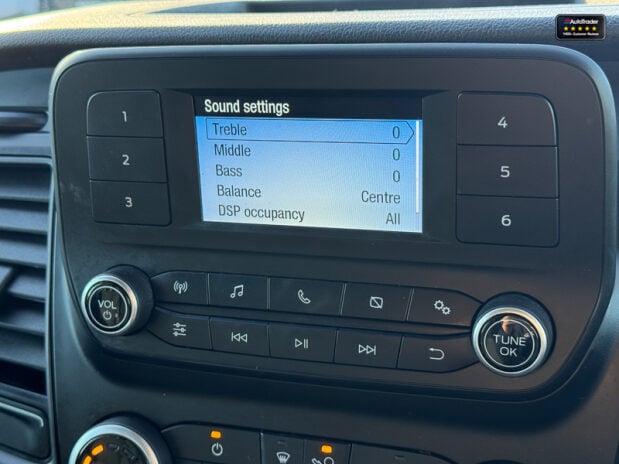 AutoTrader
Sound settings
Treble 0
Middle 0
Bass 0
Balance Centre
DSP occupancy All
1
2
3
4
5
6
VOL
TUNE
OK